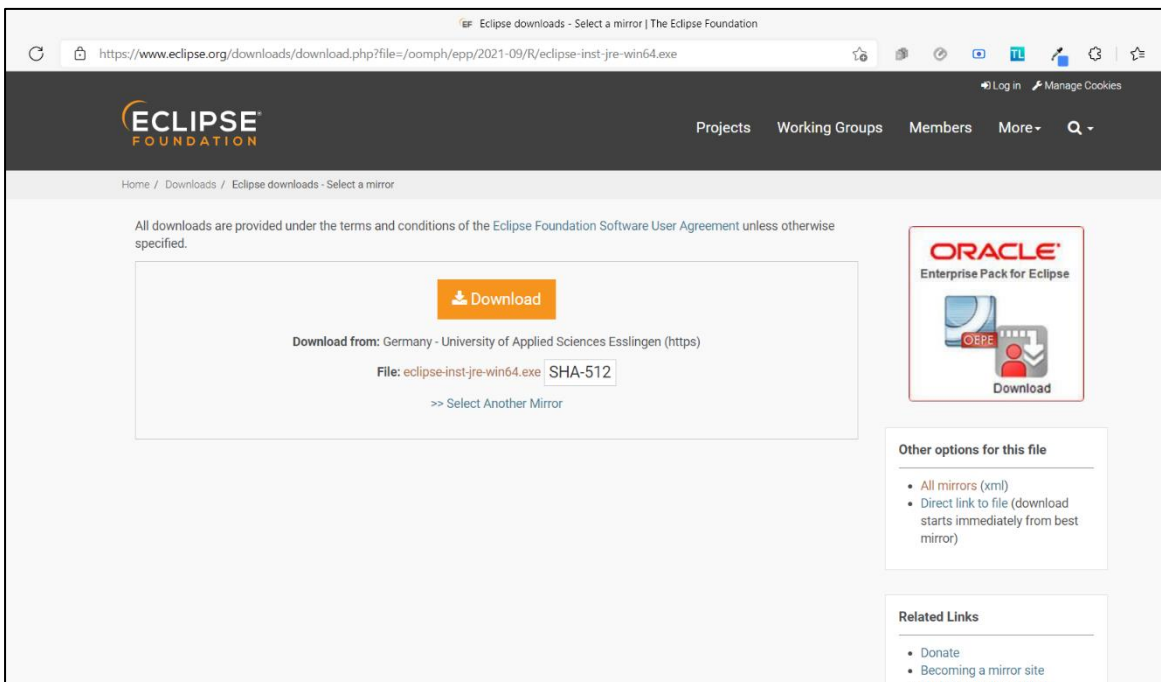 Eclipse downloads - Select a mirror | The Eclipse Foundation
https://www.eclipse.org/downloads/download.php?file=/oomph/epp/2021-09/R/eclipse-inst-jre-win64.exe
TL
Log in Manage Cookies
ECLIPSE
FOUNDATION
Projects Working Groups Members More
Home / Downloads / Eclipse downloads - Select a mirror
All downloads are provided under the terms and conditions of the Eclipse Foundation Software User Agreement unless otherwise
specified.
Download
Download from: Germany - University of Applied Sciences Esslingen (https)
File: eclipse-inst-jre-win64.exe SHA-512
>> Select Another Mirror
ORACLE
Enterprise Pack for Eclipse
OEPE
Download
Other options for this file
• All mirrors (xml)
• Direct link to file (download
starts immediately from best
mirror)
Related Links
• Donate
• Becoming a mirror site